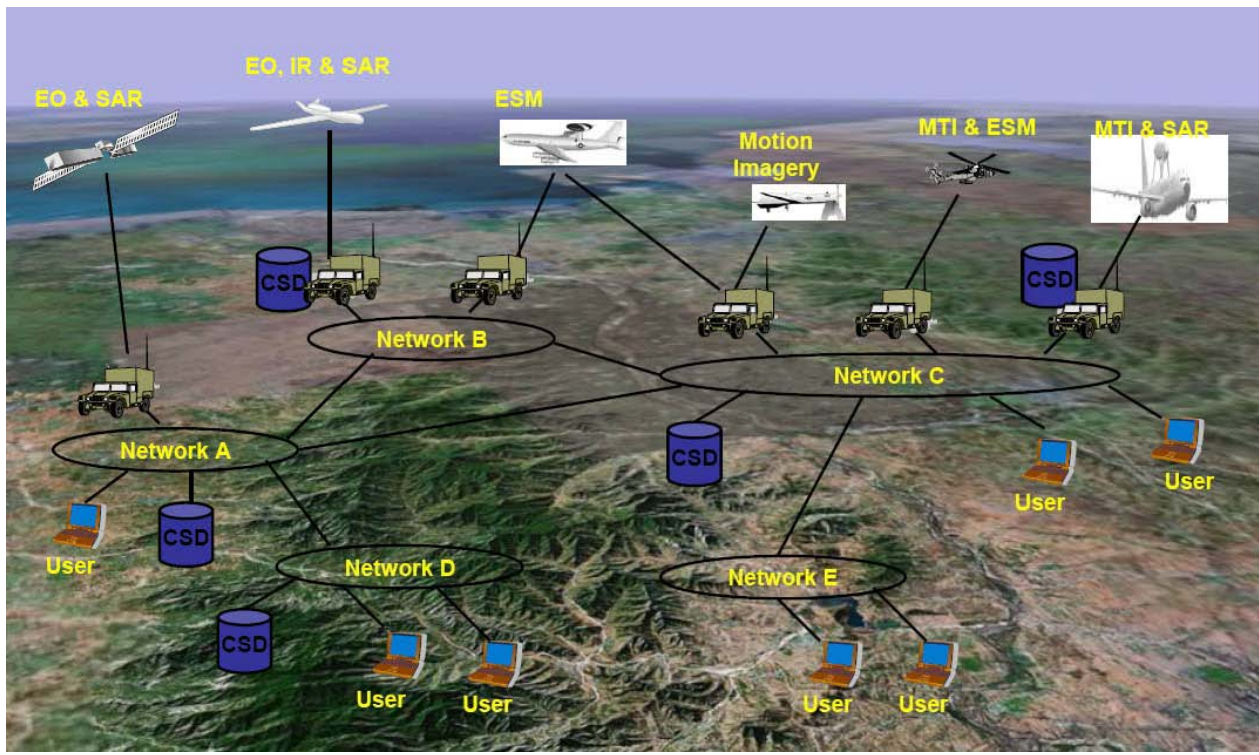 EO & SAR
EO, IR & SAR
ESM
Motion
Imagery
MTI & ESM
MTI & SAR
CSD
CSD
Network B
Network C
Network A
CSD
User
User
User
CSD
Network D
Network E
CSD
User
User
User
User